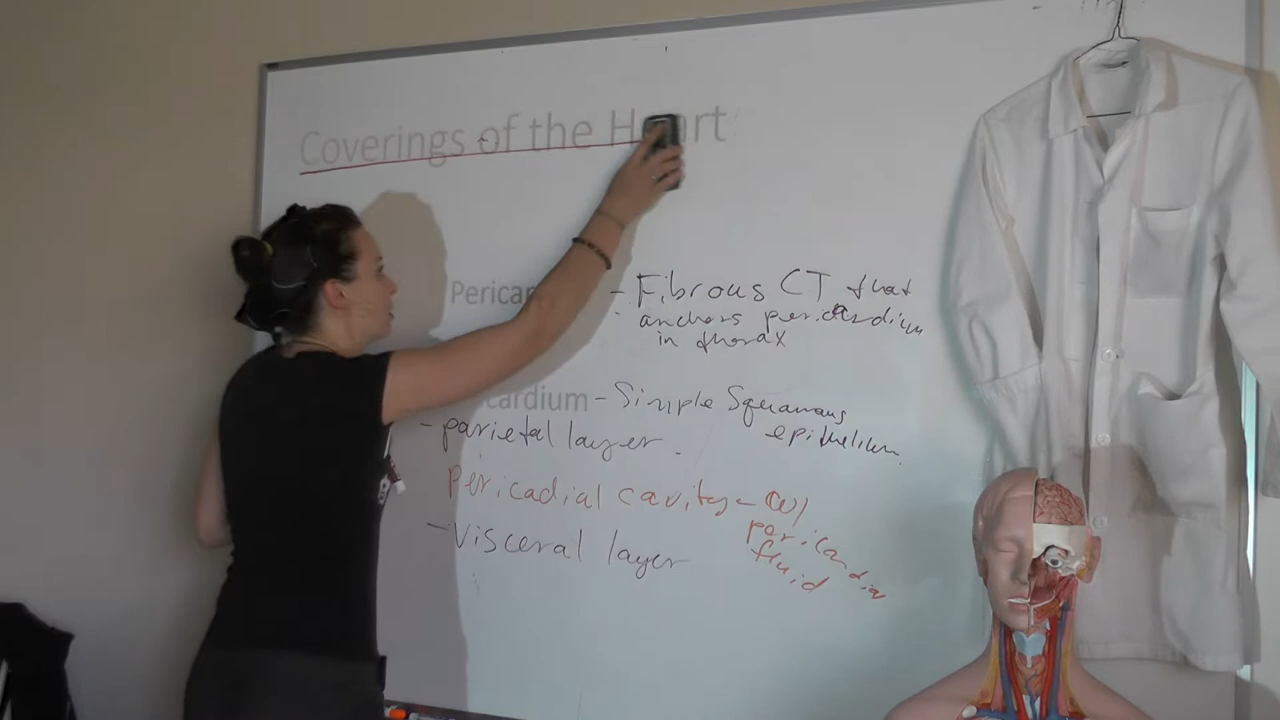 Coverings of the Heart
Pericar
- Fibrous CT that
anchors pericardium
in thorax
cardium - Simple Squamous
epithelium.
- parietal layer.
Pericadial cavity - w/
pericardial
fluid
- Visceral layer